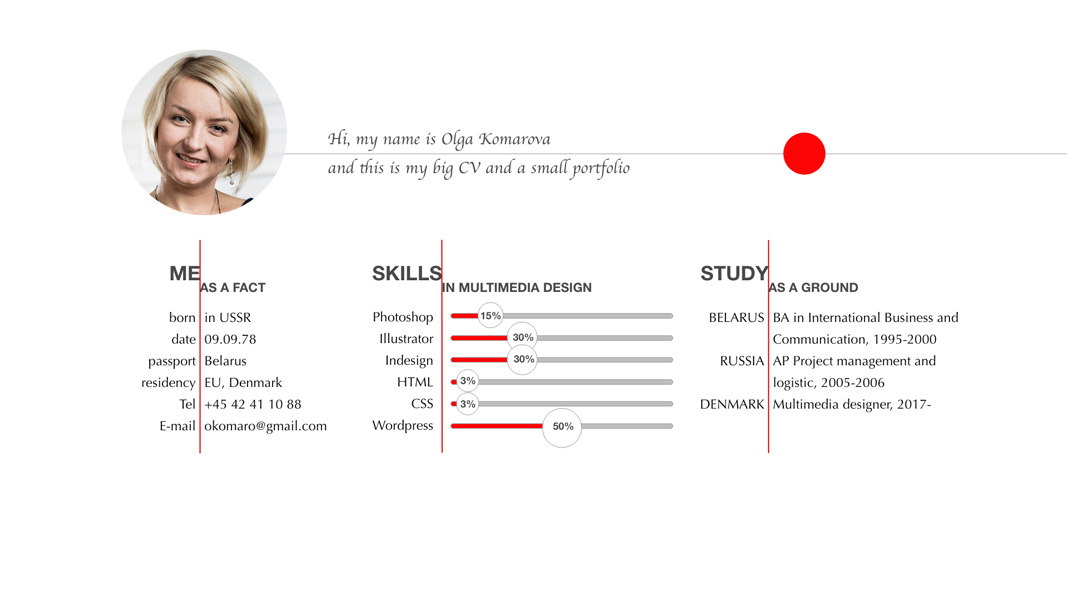 Hi, my name is Olga Komarova
and this is my big CV and a small portfolio
ME
AS A FACT
born in USSR
date 09.09.78
passport Belarus
residency EU, Denmark
Tel +45 42 41 10 88
E-mail okomaro@gmail.com
SKILLS
IN MULTIMEDIA DESIGN
Photoshop 15%
Illustrator 30%
Indesign 30%
HTML 3%
CSS 3%
Wordpress 50%
STUDY
AS A GROUND
BELARUS BA in International Business and
Communication, 1995-2000
RUSSIA AP Project management and
logistic, 2005-2006
DENMARK Multimedia designer, 2017-